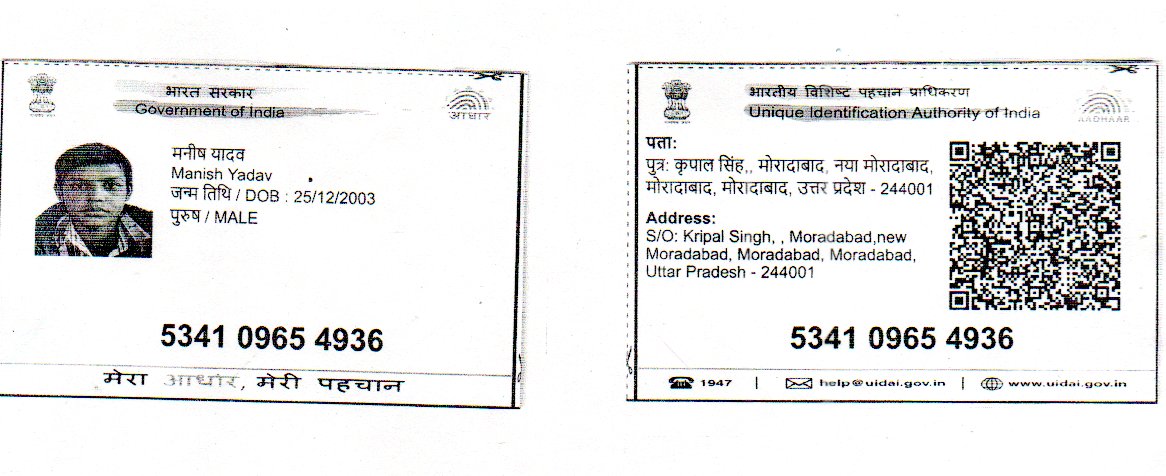 भारत सरकार
Government of India
आधार
मनीष यादव
Manish Yadav
जन्म तिथि / DOB : 25/12/2003
पुरुष / MALE
5341 0965 4936
मेरा आधार, मेरी पहचान
भारतीय विशिष्ट पहचान प्राधिकरण
Unique Identification Authority of India
AADHAAR
पता:
पुत्र: कृपाल सिंह,, मोरादाबाद, नया मोरादाबाद,
मोरादाबाद, मोरादाबाद, उत्तर प्रदेश - 244001
Address:
S/O: Kripal Singh, , Moradabad,new
Moradabad, Moradabad, Moradabad,
Uttar Pradesh - 244001
5341 0965 4936
1947 | help@uidai.gov.in | www.uidai.gov.in